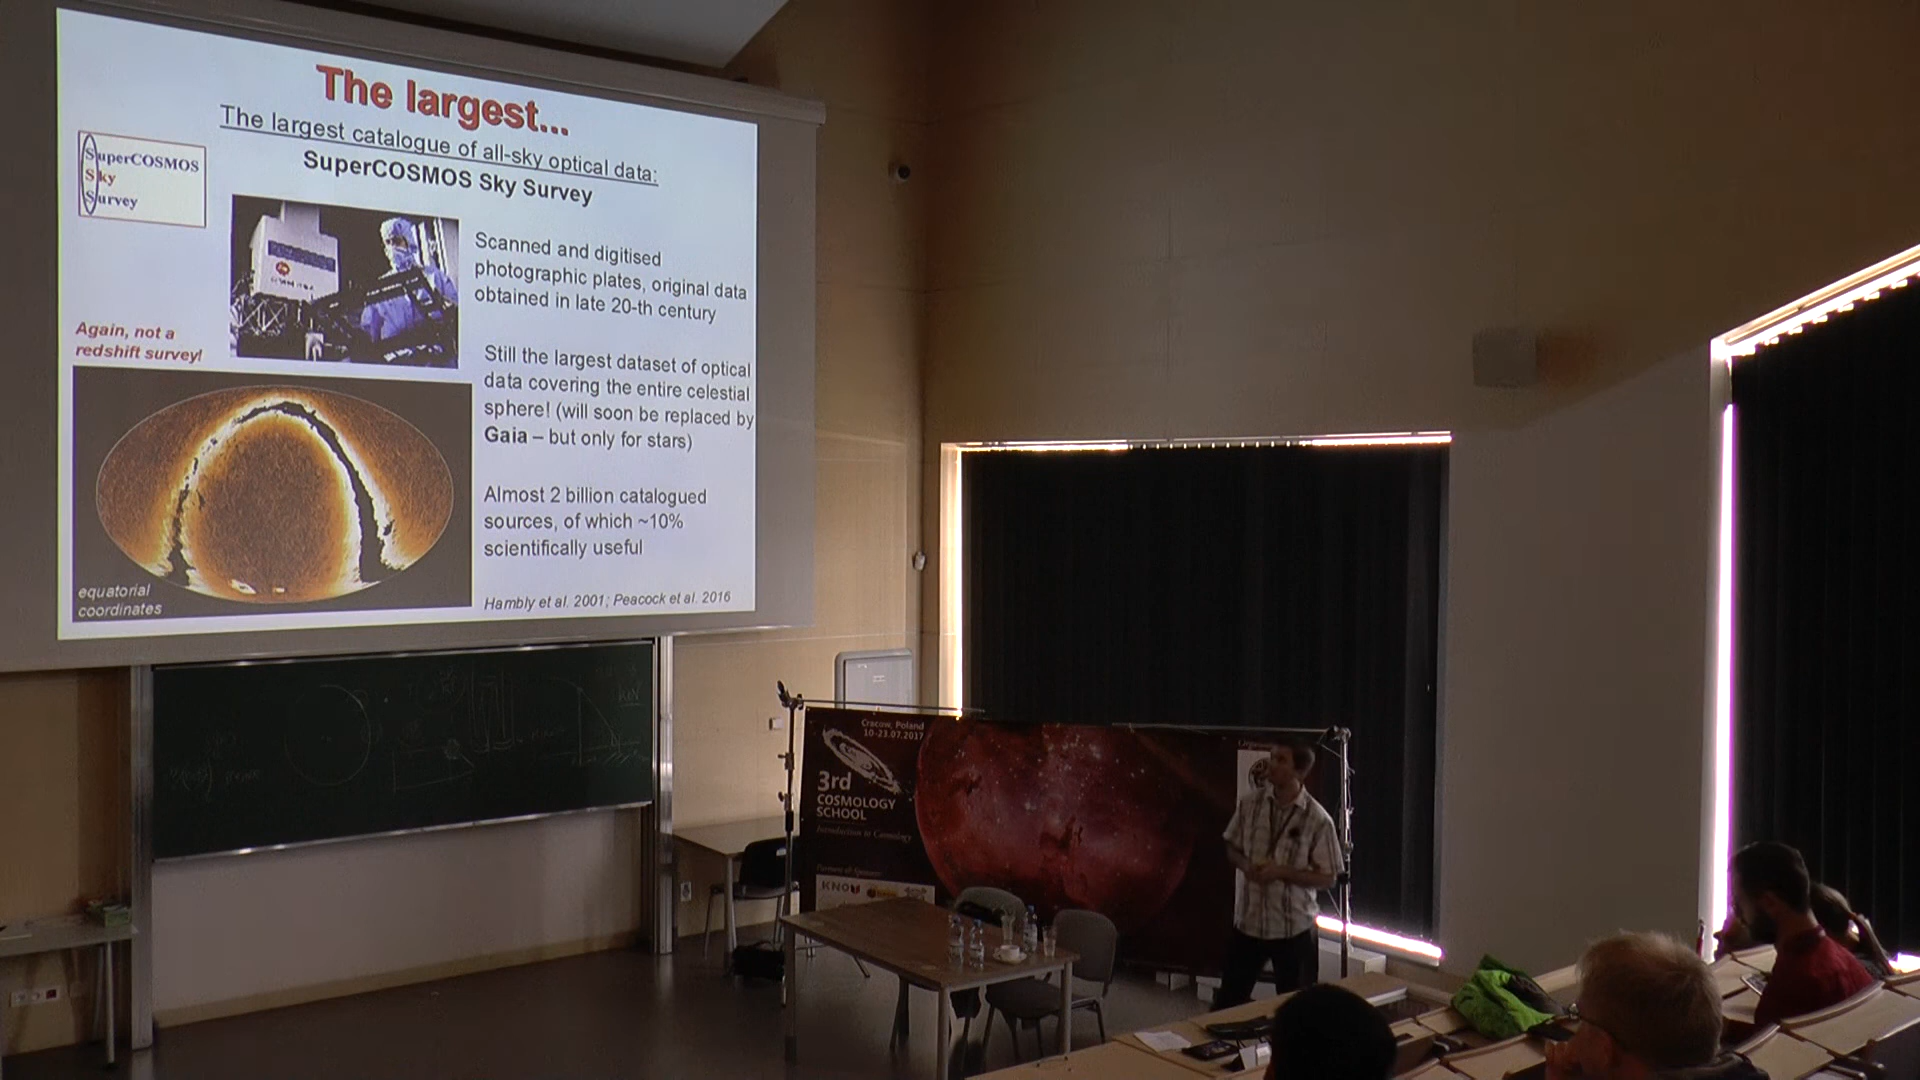 The largest...
The largest catalogue of all-sky optical data:
SuperCOSMOS Sky Survey
SuperCOSMOS
Sky
Survey
Scanned and digitised
photographic plates, original data
obtained in late 20-th century
Again, not a
redshift survey!
Still the largest dataset of optical
data covering the entire celestial
sphere! (will soon be replaced by
Gaia – but only for stars)
Almost 2 billion catalogued
sources, of which ~10%
scientifically useful
equatorial
coordinates
Hambly et al. 2001; Peacock et al. 2016
Cracow, Poland
10-23.07.2017
3rd
COSMOLOGY
SCHOOL
Introduction to Cosmology
KNOW